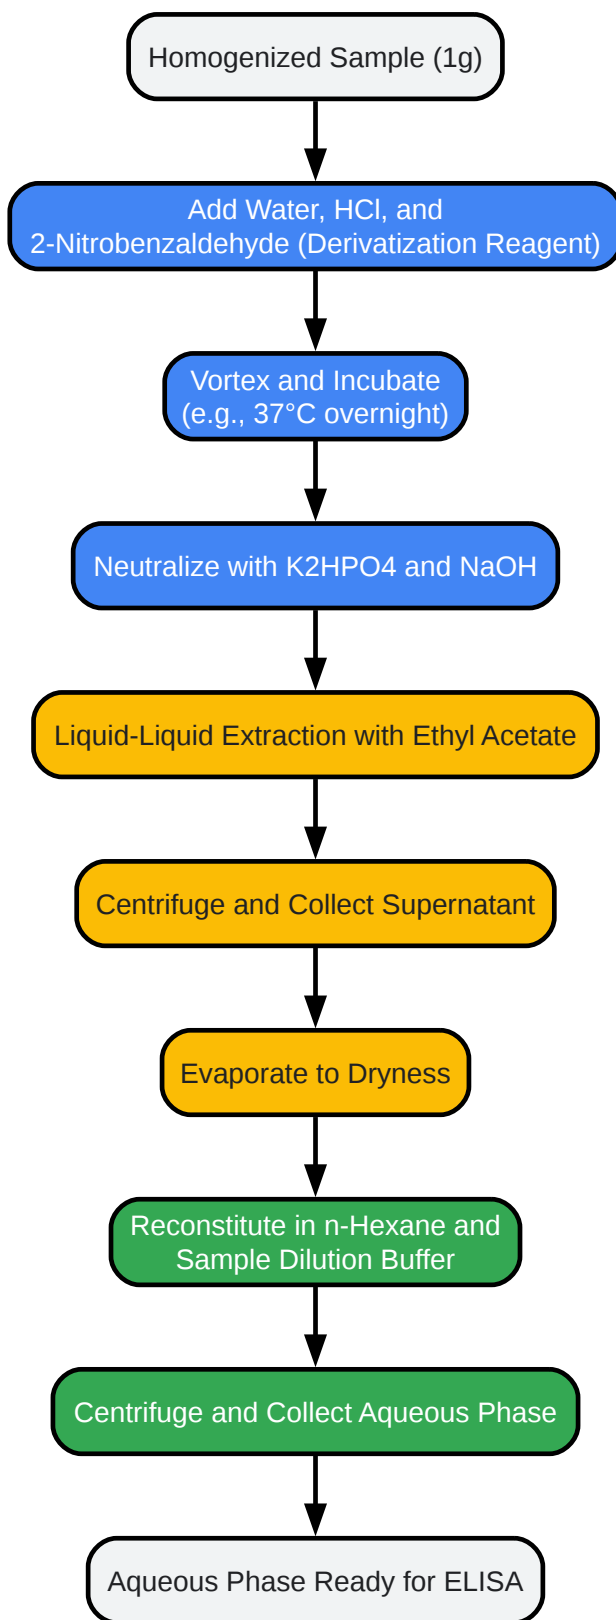 Homogenized Sample (1g)
Add Water, HCl, and
2-Nitrobenzaldehyde (Derivatization Reagent)
Vortex and Incubate
(e.g., 37°C overnight)
Neutralize with K2HPO4 and NaOH
Liquid-Liquid Extraction with Ethyl Acetate
Centrifuge and Collect Supernatant
Evaporate to Dryness
Reconstitute in n-Hexane and
Sample Dilution Buffer
Centrifuge and Collect Aqueous Phase
Aqueous Phase Ready for ELISA